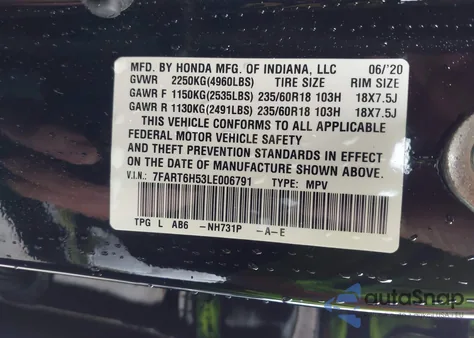 MFD. BY HONDA MFG. OF INDIANA, LLC 06/'20
GVWR 2250KG(4960LBS) TIRE SIZE RIM SIZE
GAWR F 1150KG(2535LBS) 235/60R18 103H 18X7.5J
GAWR R 1130KG(2491LBS) 235/60R18 103H 18X7.5J
THIS VEHICLE CONFORMS TO ALL APPLICABLE
FEDERAL MOTOR VEHICLE SAFETY
AND THEFT PREVENTION STANDARDS IN EFFECT
ON THE DATE OF MANUFACTURE SHOWN ABOVE.
V.I.N.: 7FART6H53LE006791 TYPE: MPV
TPG L AB6 -NH731P -A-E
autoSnap